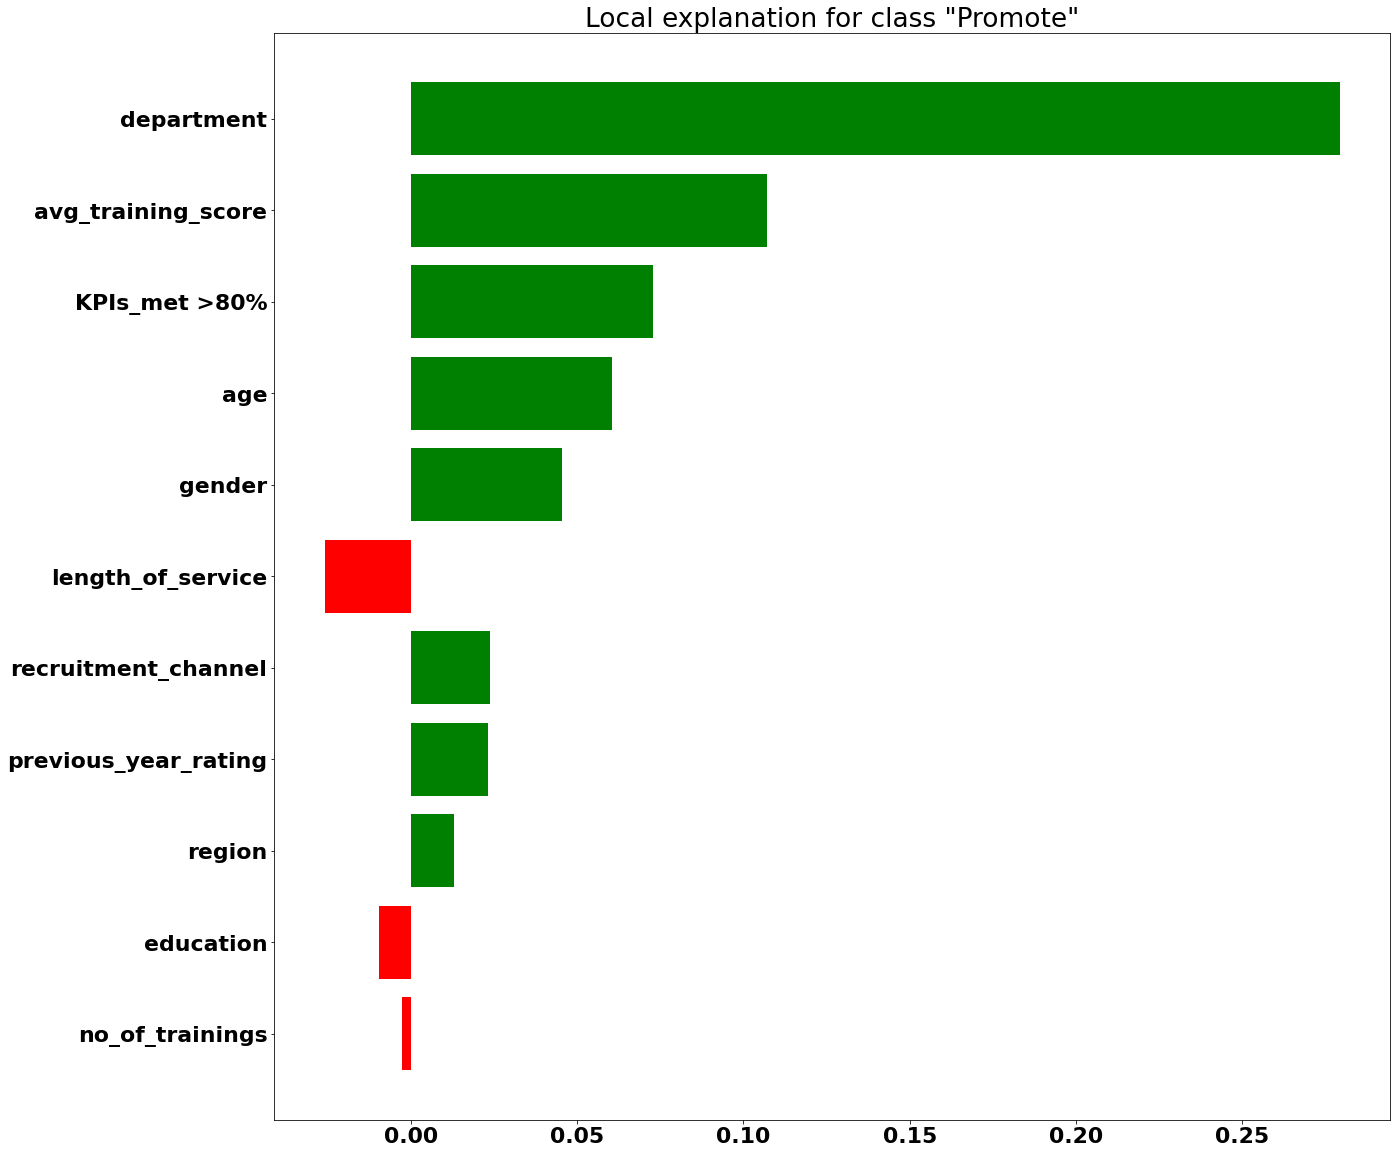 Local explanation for class "Promote"
department
avg_training_score
KPIs_met >80%
age
gender
length_of_service
recruitment_channel
previous_year_rating
region
education
no_of_trainings
0.00 0.05 0.10 0.15 0.20 0.25